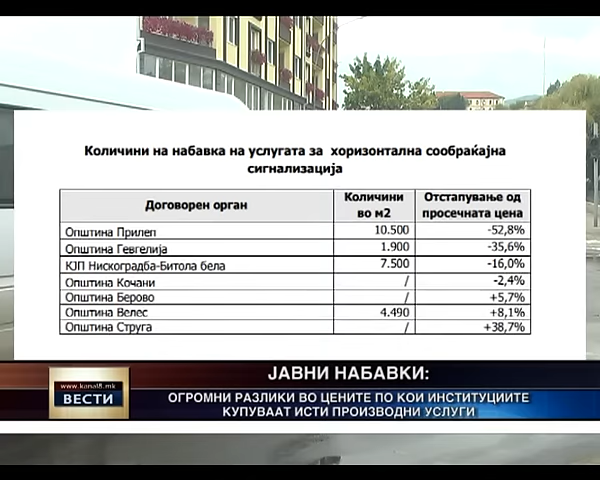 Количини на набавка на услугата за хоризонтална сообраќајна
сигнализација
Договорен орган
Количини
во м2
Отстапување од
просечната цена
Општина Прилеп 10.500 -52,8%
Општина Гевгелија 1.900 -35,6%
КЈП Нискоградба-Битола бела 7.500 -16,0%
Општина Кочани / -2,4%
Општина Берово / +5,7%
Општина Велес 4.490 +8,1%
Општина Струга / +38,7%
ЈАВНИ НАБАВКИ:
www.kanal8.mk
ВЕСТИ
ОГРОМНИ РАЗЛИКИ ВО ЦЕНИТЕ ПО КОИ ИНСТИТУЦИИТЕ
КУПУВААТ ИСТИ ПРОИЗВОДНИ УСЛУГИ